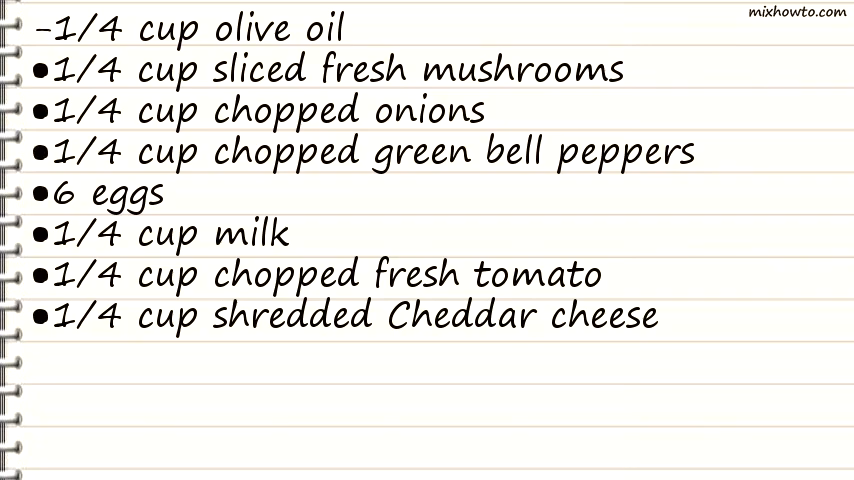 mixhowto.com
-1/4 cup olive oil
●1/4 cup sliced fresh mushrooms
●1/4 cup chopped onions
●1/4 cup chopped green bell peppers
●6 eggs
●1/4 cup milk
●1/4 cup chopped fresh tomato
●1/4 cup shredded Cheddar cheese